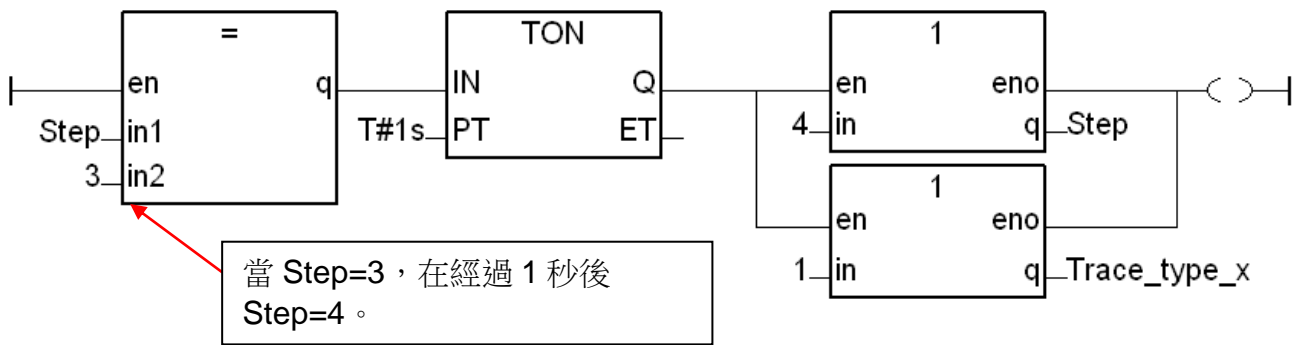 = TON 1
en q IN Q en eno
Step in1 T#1s PT ET 4 in q Step
3 in2 1
en eno
1 in q Trace_type_x
當 Step=3，在經過 1 秒後
Step=4。